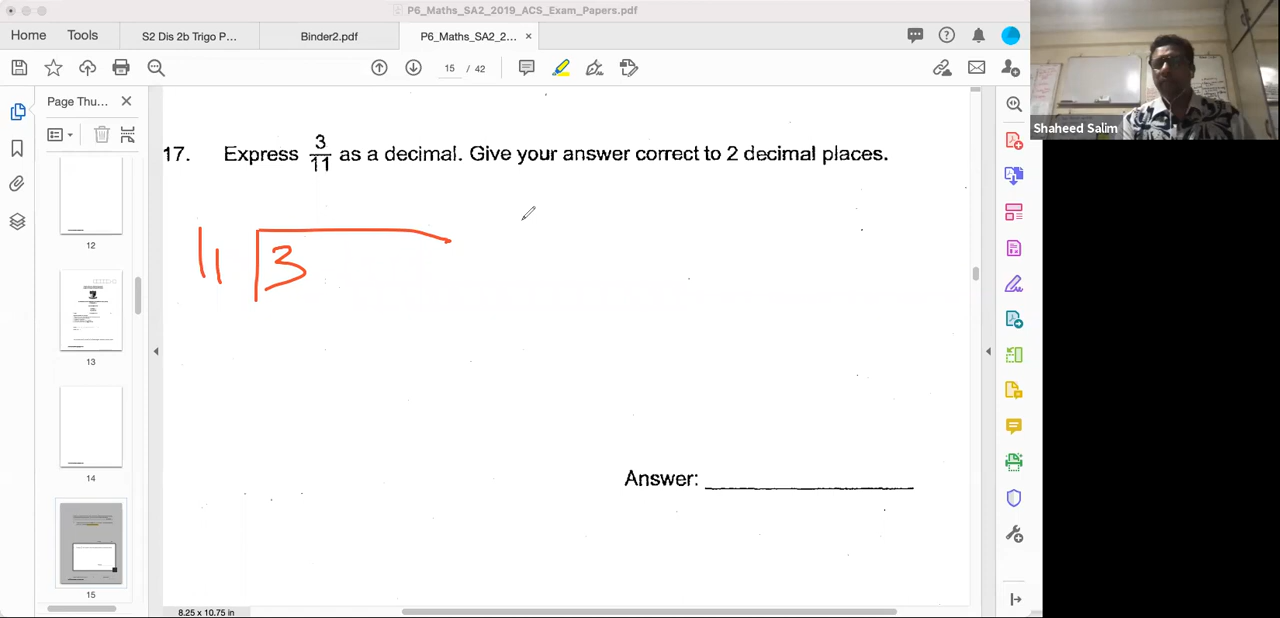 P6_Maths_SA2_2019_ACS_Exam_Papers.pdf
Home Tools S2 Dis 2b Trigo P... Binder2.pdf P6_Maths_SA2_2... ×
15 / 42
Page Thu... ×
12
13
14
15
17. Express 3/11 as a decimal. Give your answer correct to 2 decimal places.
11 3
Answer:
8.25 x 10.75 in
Shaheed Salim